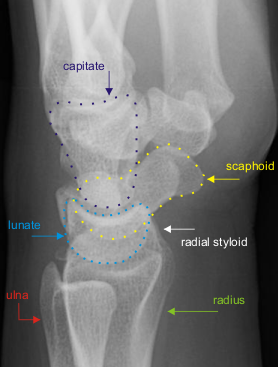 capitate
scaphoid
lunate
radial styloid
ulna
radius